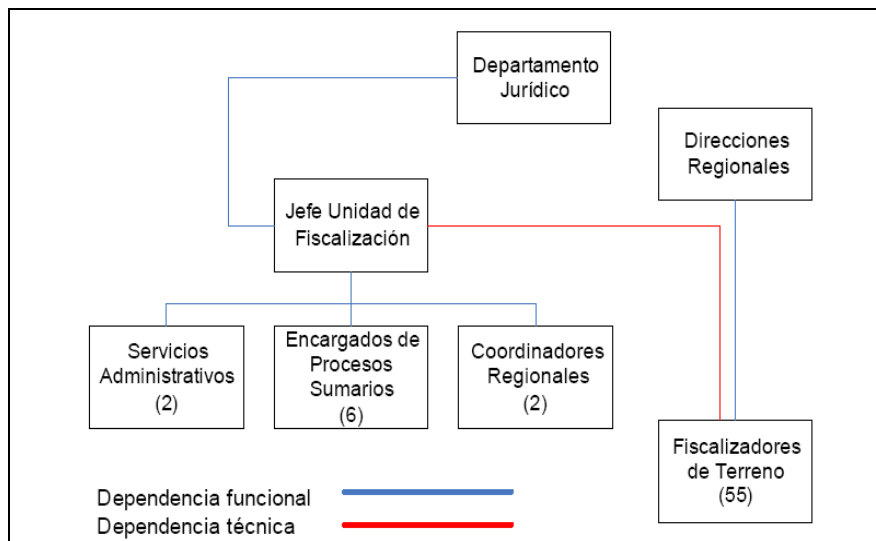 Departamento
Jurídico
Direcciones
Regionales
Jefe Unidad de
Fiscalización
Servicios
Administrativos
(2)
Encargados de
Procesos
Sumarios
(6)
Coordinadores
Regionales
(2)
Fiscalizadores
de Terreno
(55)
Dependencia funcional
Dependencia técnica